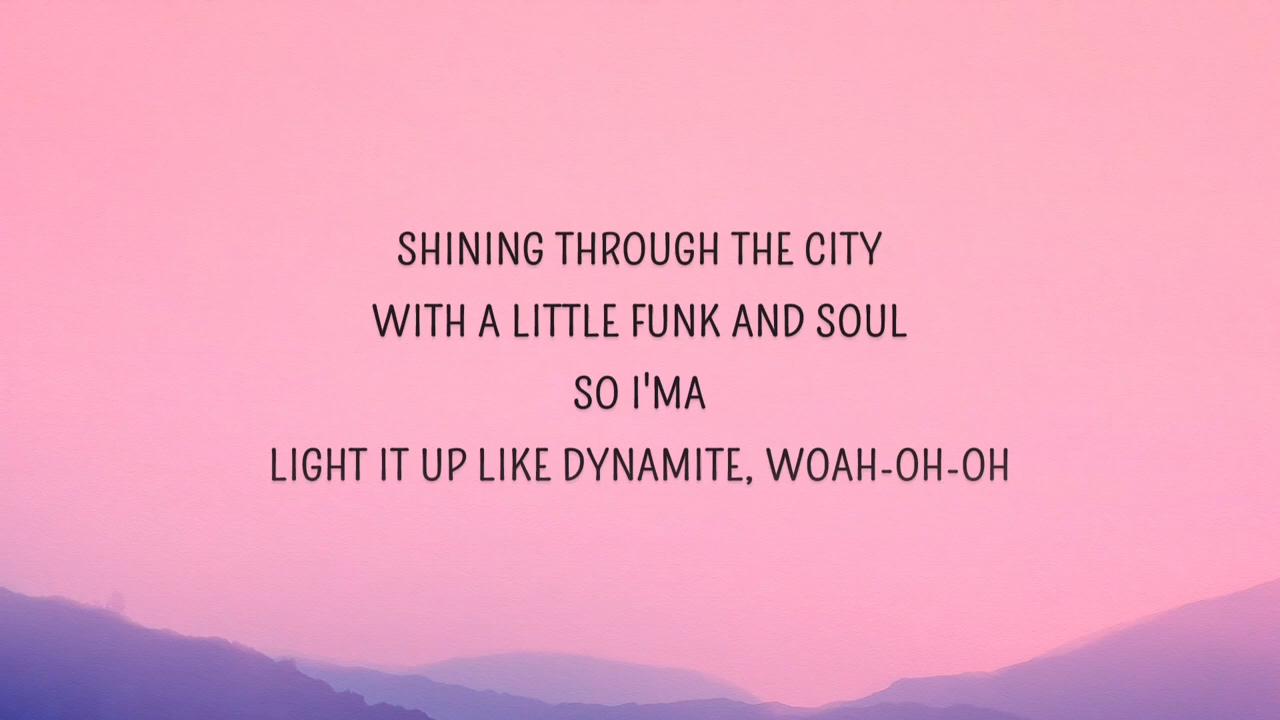 SHINING THROUGH THE CITY
WITH A LITTLE FUNK AND SOUL
SO I'MA
LIGHT IT UP LIKE DYNAMITE, WOAH-OH-OH